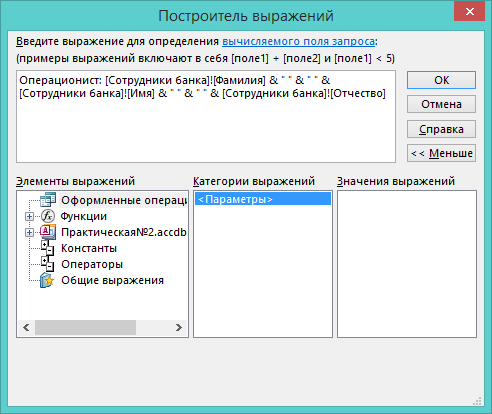 Построитель выражений
Введите выражение для определения вычисляемого поля запроса:
(примеры выражений включают в себя [поле1] + [поле2] и [поле1] < 5)
Операционист: [Сотрудники банка]![Фамилия] & " " & " " &
[Сотрудники банка]![Имя] & " " & " " & [Сотрудники банка]![Отчество]
ОК
Отмена
Справка
<< Меньше
Элементы выражений
Категории выражений
Значения выражений
Оформленные операци
<Параметры>
Функции
Практическая№2.accdb
Константы
Операторы
Общие выражения